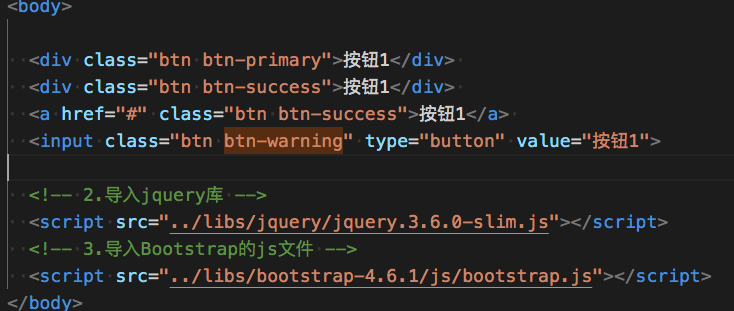 <body>
<div class="btn btn-primary">按钮1</div>
<div class="btn btn-success">按钮1</div>
<a href="#" class="btn btn-success">按钮1</a>
<input class="btn btn-warning" type="button" value="按钮1">
<!-- 2.导入jquery库 -->
<script src="../libs/jquery/jquery.3.6.0-slim.js"></script>
<!-- 3.导入Bootstrap的js文件 -->
<script src="../libs/bootstrap-4.6.1/js/bootstrap.js"></script>
</body>